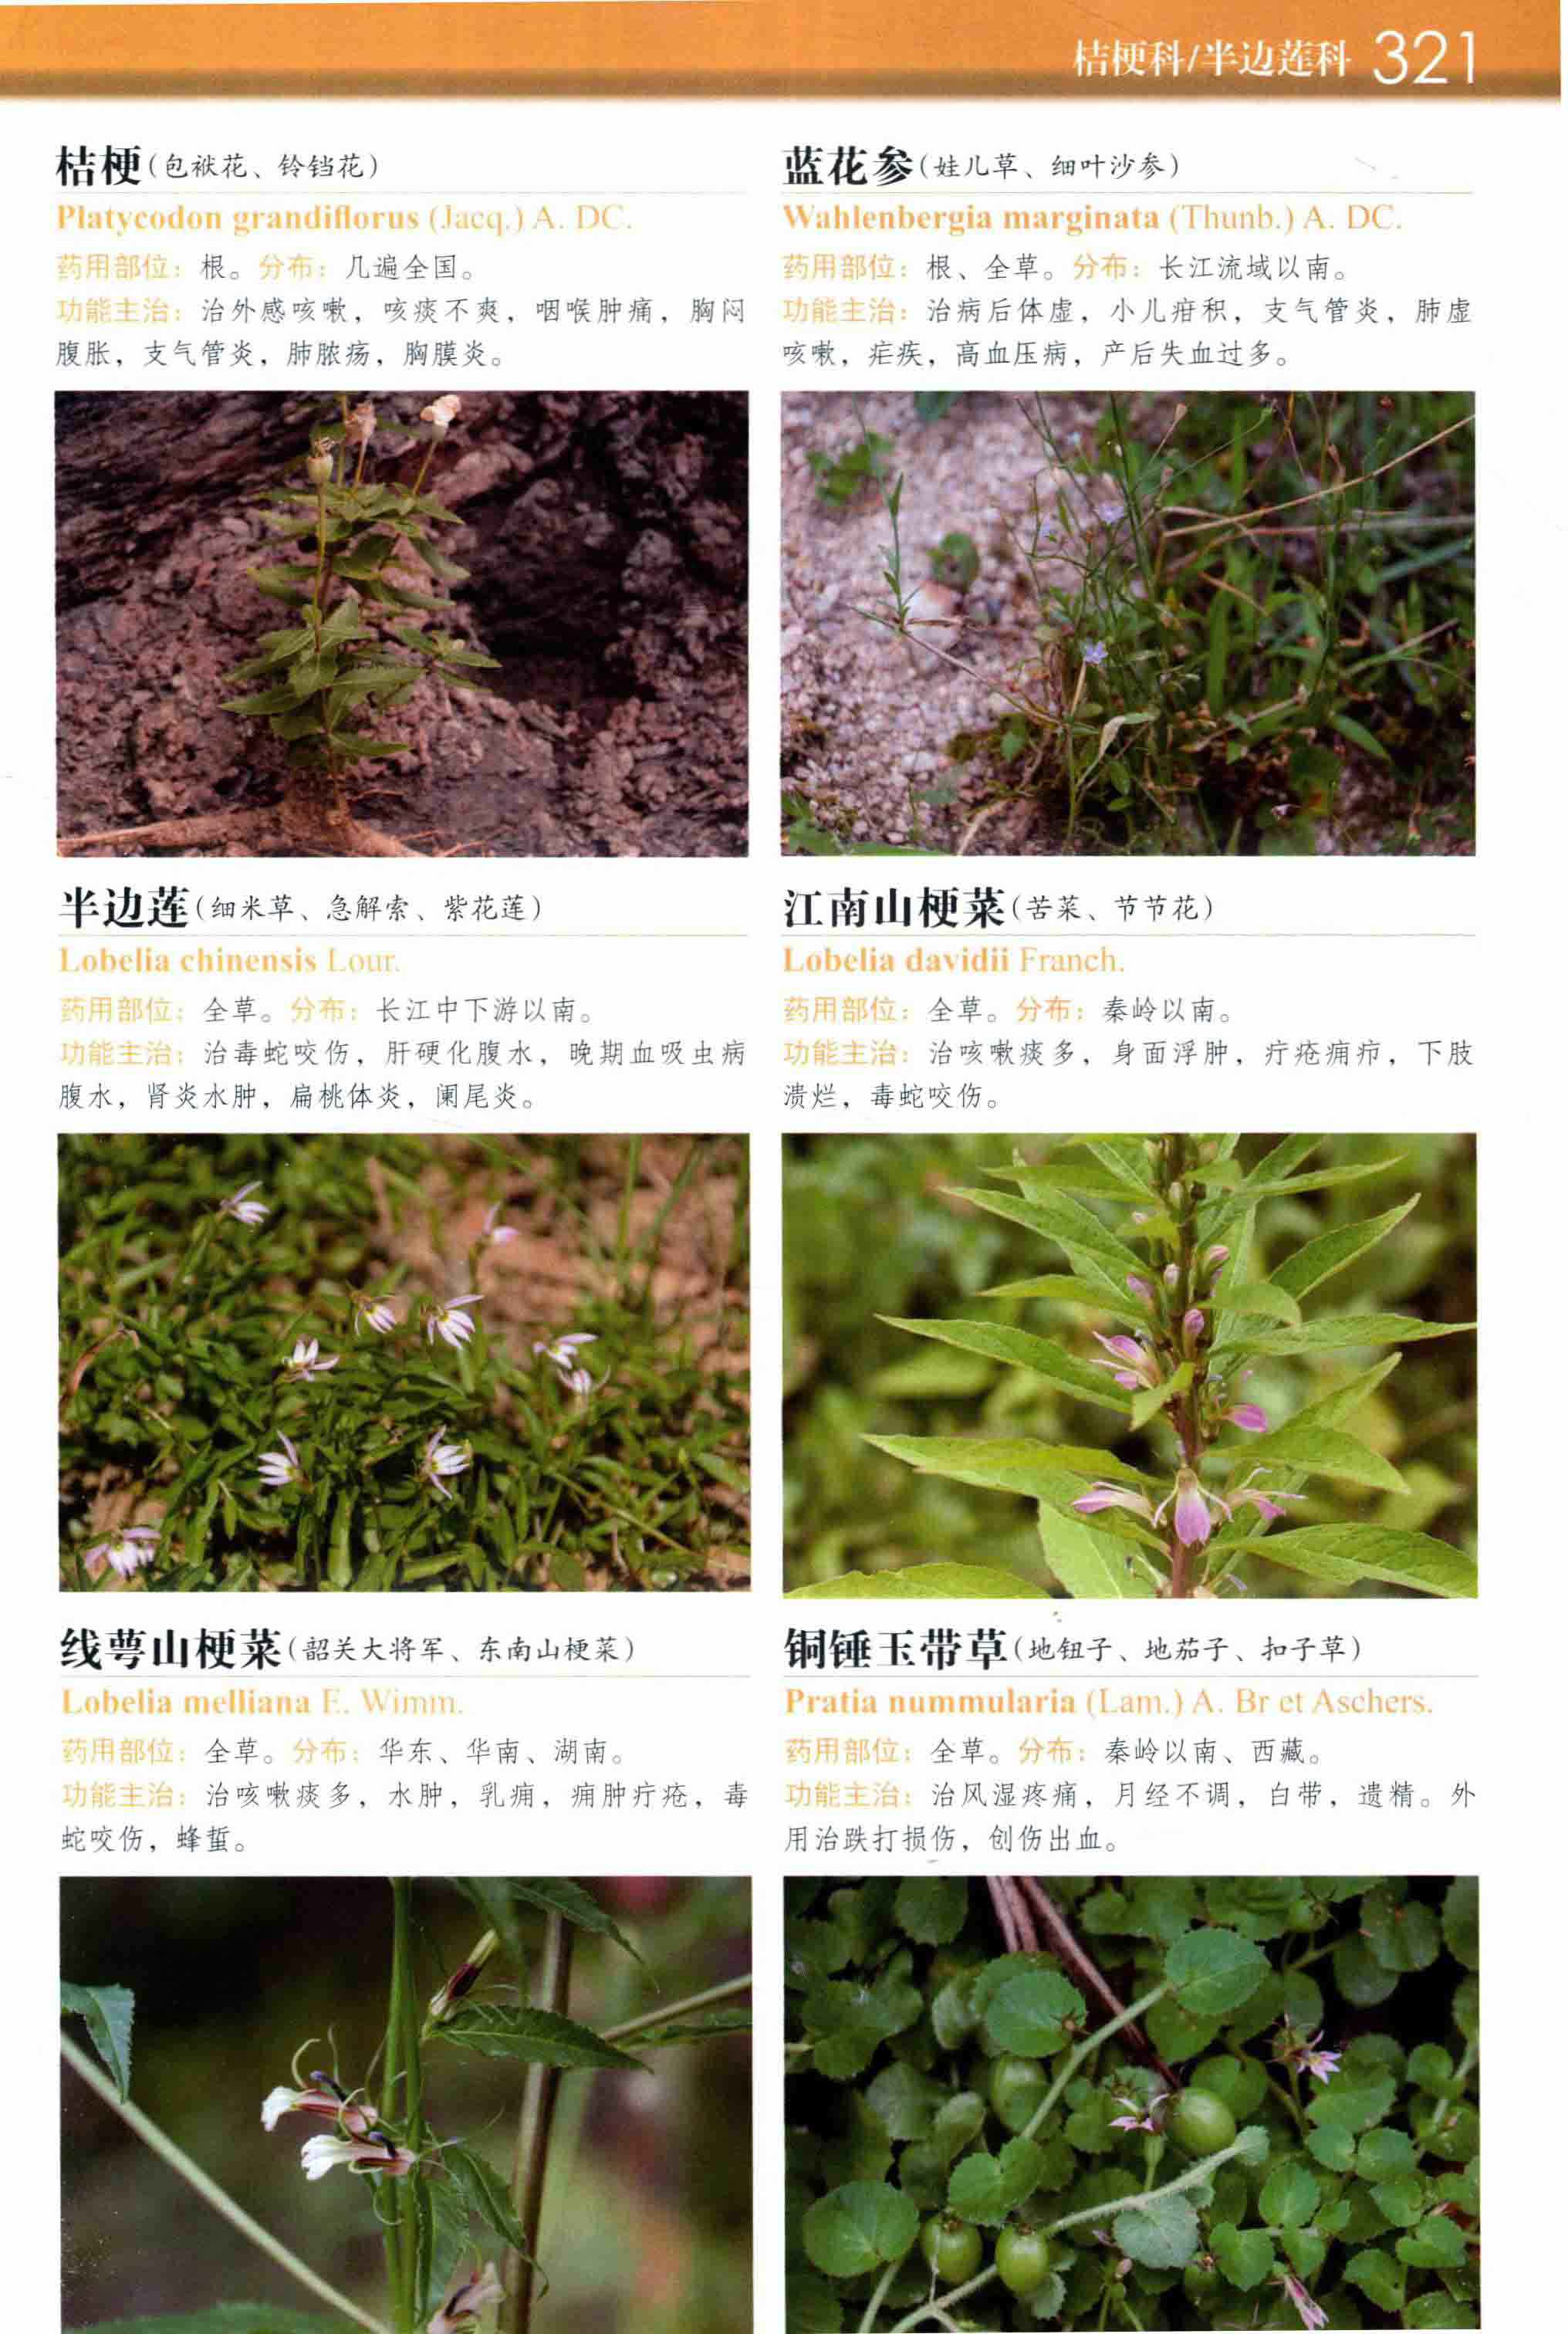 桔梗科/半边莲科 321
桔梗(包袱花、铃铛花)
Platycodon grandiflorus (Jacq.) A. DC.
药用部位：根。分布：几遍全国。
功能主治：治外感咳嗽，咳痰不爽，咽喉肿痛，胸闷
腹胀，支气管炎，肺脓疡，胸膜炎。
蓝花参(娃儿草、细叶沙参)
Wahlenbergia marginata (Thunb.) A. DC.
药用部位：根、全草。分布：长江流域以南。
功能主治：治病后体虚，小儿疳积，支气管炎，肺虚
咳嗽，疟疾，高血压病，产后失血过多。
半边莲(细米草、急解索、紫花莲)
Lobelia chinensis Lour.
药用部位：全草。分布：长江中下游以南。
功能主治：治毒蛇咬伤，肝硬化腹水，晚期血吸虫病
腹水，肾炎水肿，扁桃体炎，阑尾炎。
江南山梗菜(苦菜、节节花)
Lobelia davidii Franch.
药用部位：全草。分布：秦岭以南。
功能主治：治咳嗽痰多，身面浮肿，疔疮痈疖，下肢
溃烂，毒蛇咬伤。
线萼山梗菜(韶关大将军、东南山梗菜)
Lobelia melliana E. Wimm.
药用部位：全草。分布：华东、华南、湖南。
功能主治：治咳嗽痰多，水肿，乳痈，痈肿疔疮，毒
蛇咬伤，蜂蜇。
铜锤玉带草(地钮子、地茄子、扣子草)
Pratia nummularia (Lam.) A. Br et Aschers.
药用部位：全草。分布：秦岭以南、西藏。
功能主治：治风湿疼痛，月经不调，白带，遗精。外
用治跌打损伤，创伤出血。